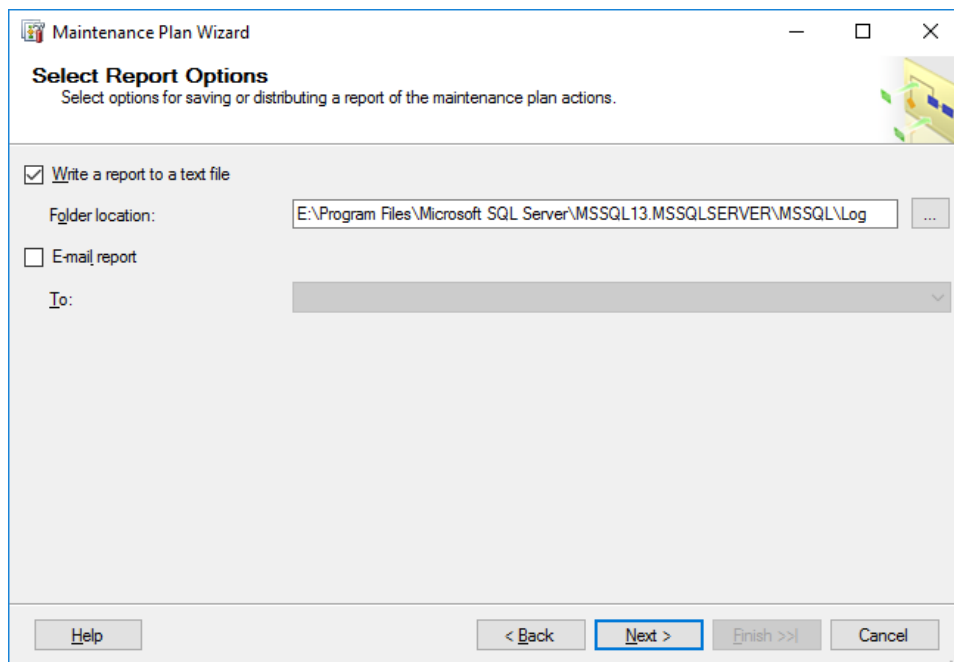 Maintenance Plan Wizard
Select Report Options
Select options for saving or distributing a report of the maintenance plan actions.
Write a report to a text file
Folder location:
E:\Program Files\Microsoft SQL Server\MSSQL13.MSSQLSERVER\MSSQL\Log
...
E-mail report
To:
Help
< Back
Next >
Finish >>|
Cancel